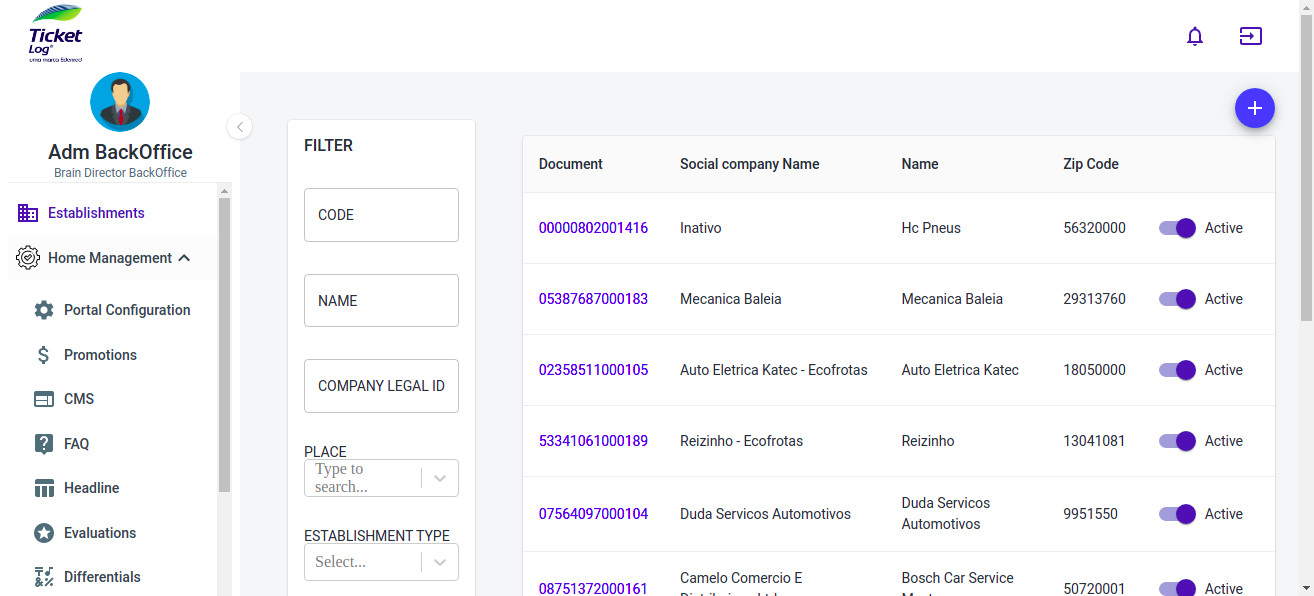 Ticket
Log®
uma marca Edenred
Adm BackOffice
Brain Director BackOffice
Establishments
Home Management
Portal Configuration
Promotions
CMS
FAQ
Headline
Evaluations
Differentials
FILTER
CODE
NAME
COMPANY LEGAL ID
PLACE
Type to
search...
ESTABLISHMENT TYPE
Select...
Document Social company Name Name Zip Code
00000802001416 Inativo Hc Pneus 56320000 Active
05387687000183 Mecanica Baleia Mecanica Baleia 29313760 Active
02358511000105 Auto Eletrica Katec - Ecofrotas Auto Eletrica Katec 18050000 Active
53341061000189 Reizinho - Ecofrotas Reizinho 13041081 Active
07564097000104 Duda Servicos Automotivos Duda Servicos
Automotivos 9951550 Active
08751372000161 Camelo Comercio E Bosch Car Service 50720001 Active